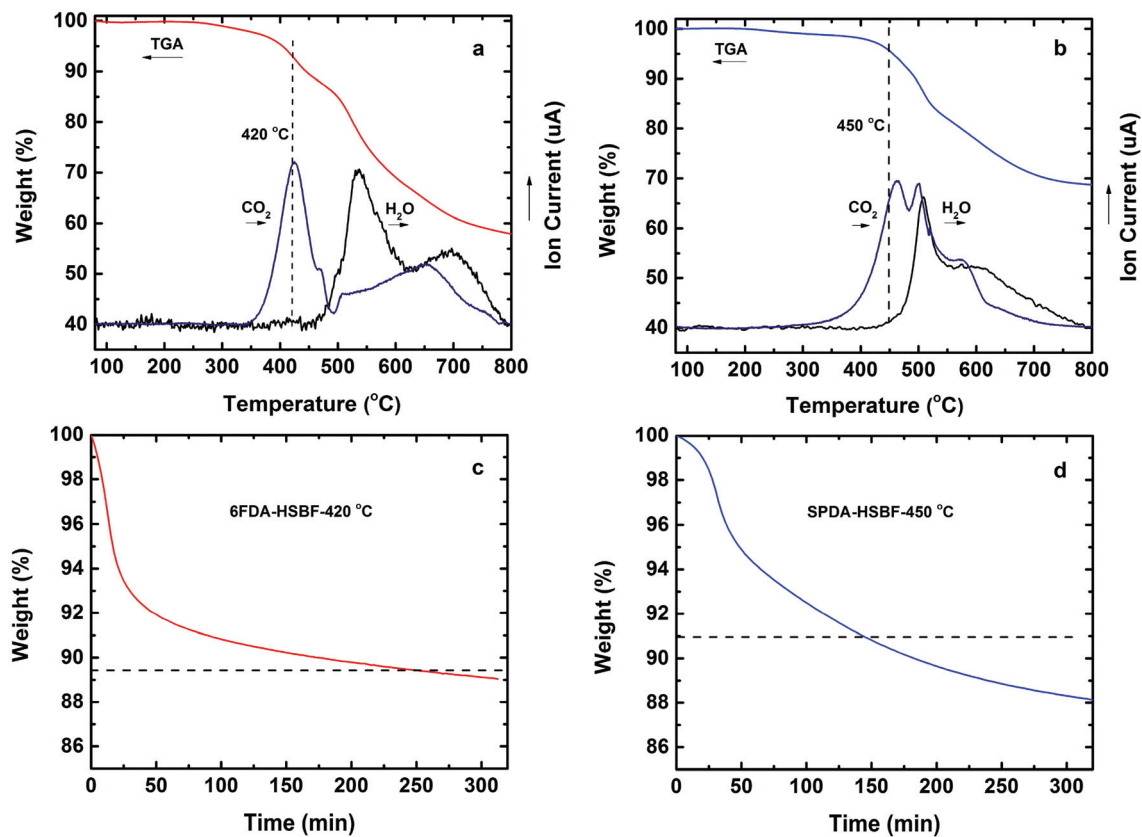 a
TGA
420 °C
CO₂
H₂O
100
90
80
70
60
50
40
100 200 300 400 500 600 700 800
Weight (%)
Ion Current (uA)
Temperature (°C)
b
TGA
450 °C
CO₂
H₂O
100
90
80
70
60
50
40
100 200 300 400 500 600 700 800
Weight (%)
Ion Current (uA)
Temperature (°C)
c
6FDA-HSBF-420 °C
100
98
96
94
92
90
88
86
0 50 100 150 200 250 300
Weight (%)
Time (min)
d
SPDA-HSBF-450 °C
100
98
96
94
92
90
88
86
0 50 100 150 200 250 300
Weight (%)
Time (min)